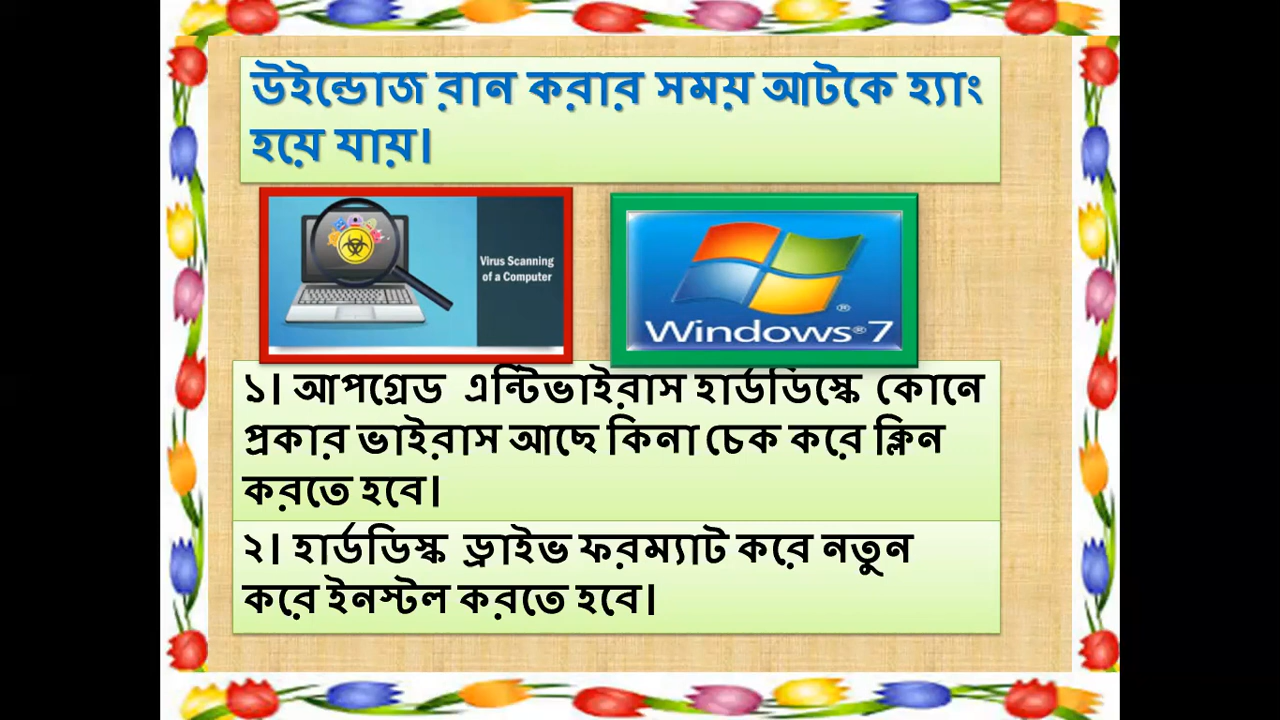 উইন্ডোজ রান করার সময় আটকে হ্যাং
হয়ে যায়।
Virus Scanning
of a Computer
Windows®7
১। আপগ্রেড এন্টিভাইরাস হার্ডডিস্কে কোনে
প্রকার ভাইরাস আছে কিনা চেক করে ক্লিন
করতে হবে।
২। হার্ডডিস্ক ড্রাইভ ফরম্যাট করে নতুন
করে ইনস্টল করতে হবে।